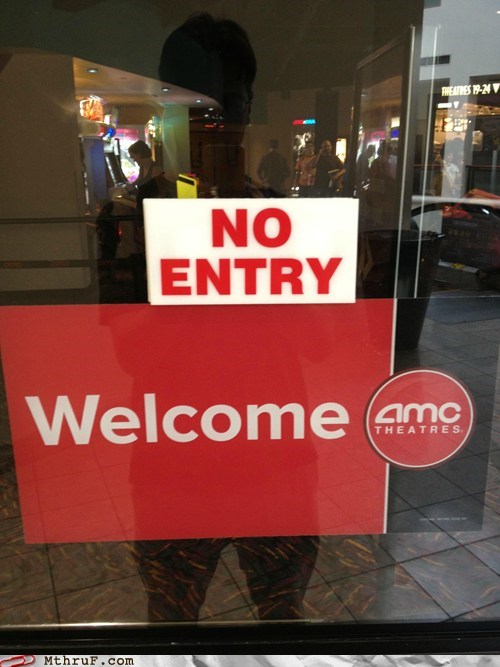 THEATRES 19-24
NO
ENTRY
Welcome
amc
THEATRES
MThruF.com